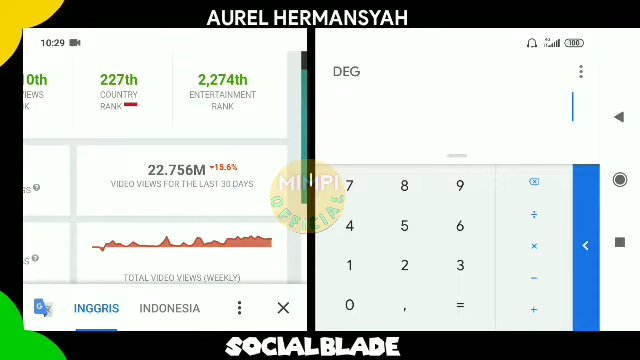 AUREL HERMANSYAH
10:29
0th
227th
2,274th
VIEWS
COUNTRY
ENTERTAINMENT
RANK
RANK
22.756M -15.6%
VIDEO VIEWS FOR THE LAST 30 DAYS
TOTAL VIDEO VIEWS (WEEKLY)
INGGRIS
INDONESIA
4G
100
DEG
7 8 9
÷
4 5 6
×
1 2 3
−
0 , =
+
MIMPI
OFFICIAL
SOCIALBLADE